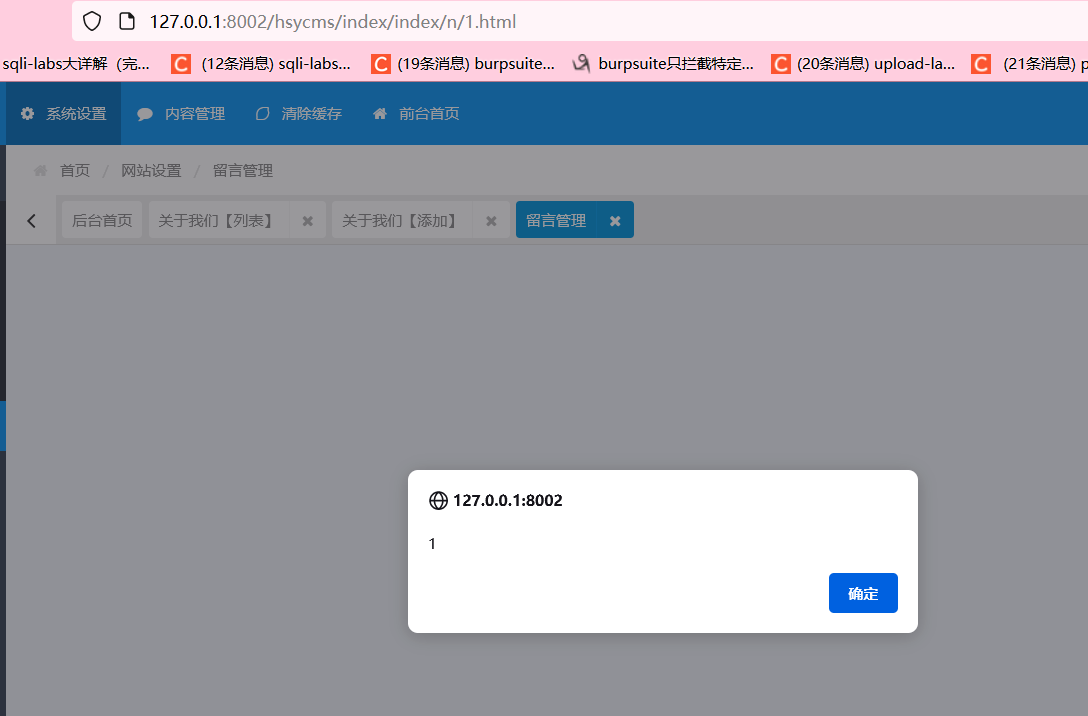 127.0.0.1:8002/hsycms/index/index/n/1.html
sqli-labs大详解（完... (12条消息) sqli-labs... (19条消息) burpsuite... burpsuite只拦截特定... (20条消息) upload-la... (21条消息) p
系统设置 内容管理 清除缓存 前台首页
首页 / 网站设置 / 留言管理
后台首页 关于我们【列表】 关于我们【添加】 留言管理
127.0.0.1:8002
1
确定